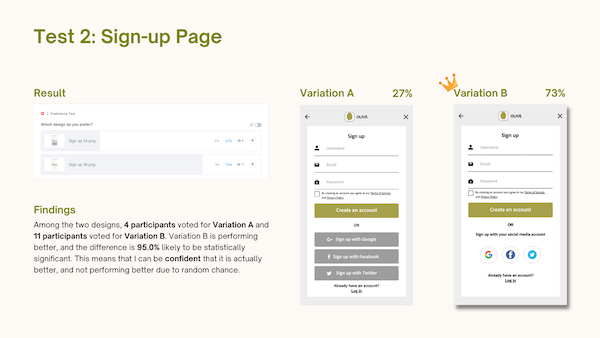 Test 2: Sign-up Page
Result
2. Preference Test
Which design do you prefer?
Sign up 1A.png
27%
Sign up 1B.png
73%
Findings
Among the two designs, 4 participants voted for Variation A and
11 participants voted for Variation B. Variation B is performing
better, and the difference is 95.0% likely to be statistically
significant. This means that I can be confident that it is actually
better, and not performing better due to random chance.
Variation A 27%
OLIVE
Sign up
Username
Email
Password
By creating an account you agree to our Terms of Service
and Privacy Policy
Create an account
OR
G+ Sign up with Google
f Sign up with Facebook
Sign up with Twitter
Already have an account?
Log in
Variation B 73%
OLIVE
Sign up
Username
Email
Password
By creating an account you agree to our Terms of Service
and Privacy Policy
Create an account
OR
Sign up with your social media account
G f
Already have an account?
Log in